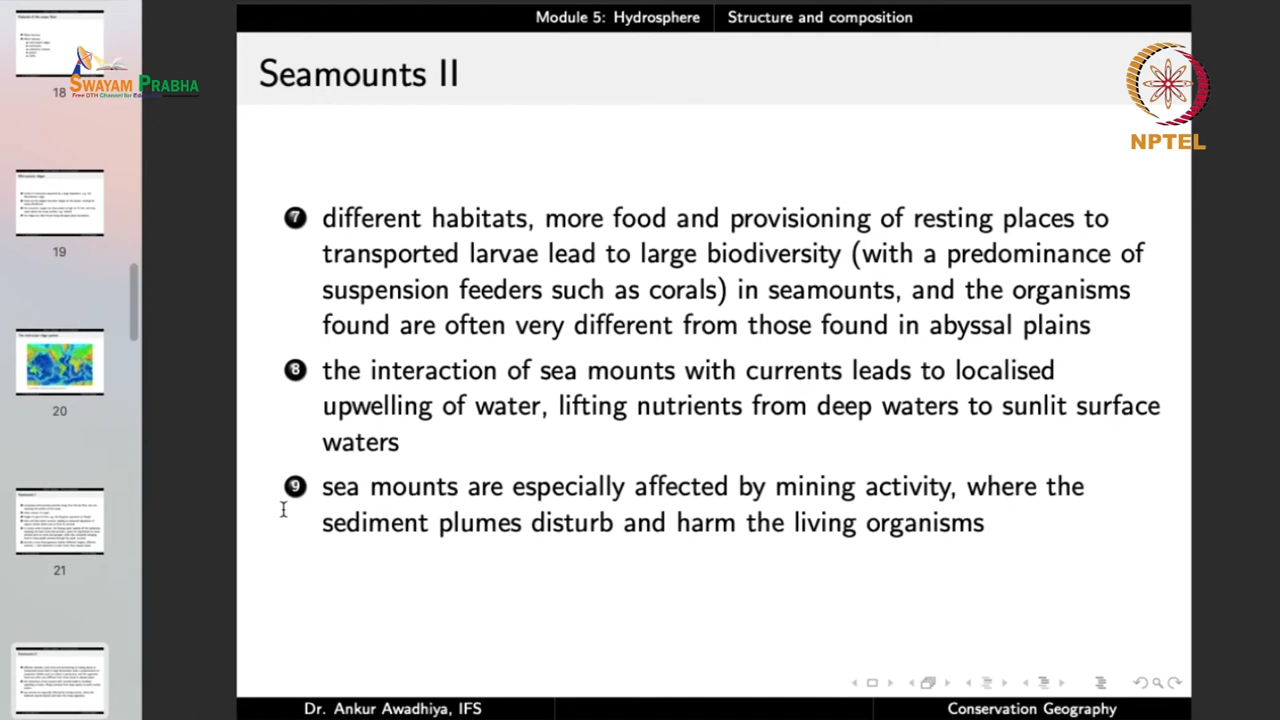 Module 5: Hydrosphere
Structure and composition
Seamounts II
SWAYAM PRABHA
Free DTH Channel for
NPTEL
18
19
20
21
7 different habitats, more food and provisioning of resting places to
transported larvae lead to large biodiversity (with a predominance of
suspension feeders such as corals) in seamounts, and the organisms
found are often very different from those found in abyssal plains
8 the interaction of sea mounts with currents leads to localised
upwelling of water, lifting nutrients from deep waters to sunlit surface
waters
9 sea mounts are especially affected by mining activity, where the
sediment plumes disturb and harm the living organisms
Dr. Ankur Awadhiya, IFS
Conservation Geography